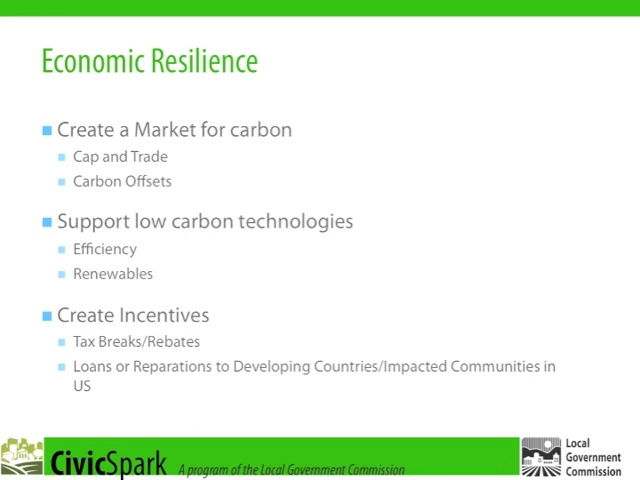 Economic Resilience
Create a Market for carbon
Cap and Trade
Carbon Offsets
Support low carbon technologies
Efficiency
Renewables
Create Incentives
Tax Breaks/Rebates
Loans or Reparations to Developing Countries/Impacted Communities in
US
CivicSpark A program of the Local Government Commission
Local
Government
Commission